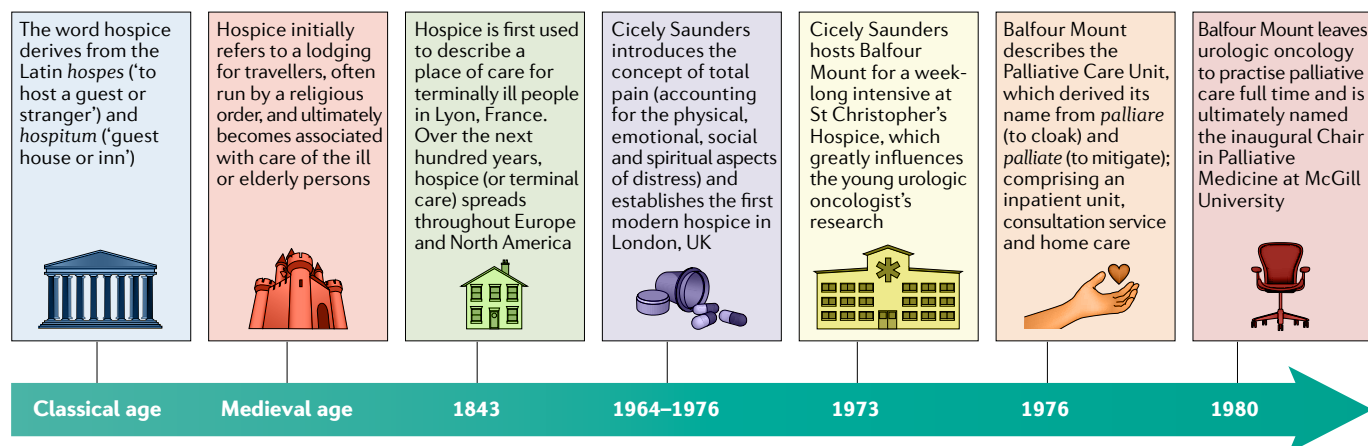 The word hospice
derives from the
Latin hospes (‘to
host a guest or
stranger’) and
hospitum (‘guest
house or inn’)
Hospice initially
refers to a lodging
for travellers, often
run by a religious
order, and ultimately
becomes associated
with care of the ill
or elderly persons
Hospice is first used
to describe a
place of care for
terminally ill people
in Lyon, France.
Over the next
hundred years,
hospice (or terminal
care) spreads
throughout Europe
and North America
Cicely Saunders
introduces the
concept of total
pain (accounting
for the physical,
emotional, social
and spiritual aspects
of distress) and
establishes the first
modern hospice in
London, UK
Cicely Saunders
hosts Balfour
Mount for a week-
long intensive at
St Christopher’s
Hospice, which
greatly influences
the young urologic
oncologist’s
research
Balfour Mount
describes the
Palliative Care Unit,
which derived its
name from palliare
(to cloak) and
palliate (to mitigate);
comprising an
inpatient unit,
consultation service
and home care
Balfour Mount leaves
urologic oncology
to practise palliative
care full time and is
ultimately named
the inaugural Chair
in Palliative
Medicine at McGill
University
Classical age
Medieval age
1843
1964–1976
1973
1976
1980